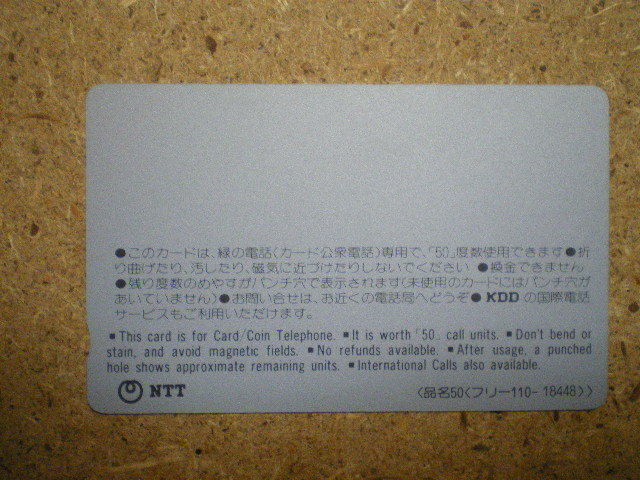 ●このカードは、緑の電話(カード公衆電話)専用で、「50」度数使用できます●折
り曲げたり、汚したり、磁気に近づけたりしないでください ●換金できません
●残り度数のめやすがパンチ穴で表示されます(未使用のカードにはパンチ穴が
あいていません)●お問い合せは、お近くの電話局へどうぞ● KDD の国際電話
サービスもご利用いただけます。
▪This card is for Card/Coin Telephone. ▪It is worth「50」call units. ▪Don't bend or
stain, and avoid magnetic fields. ▪No refunds available. ▪After usage, a punched
hole shows approximate remaining units. ▪International Calls also available.
NTT 〈品名50〈フリー110-18448〉〉